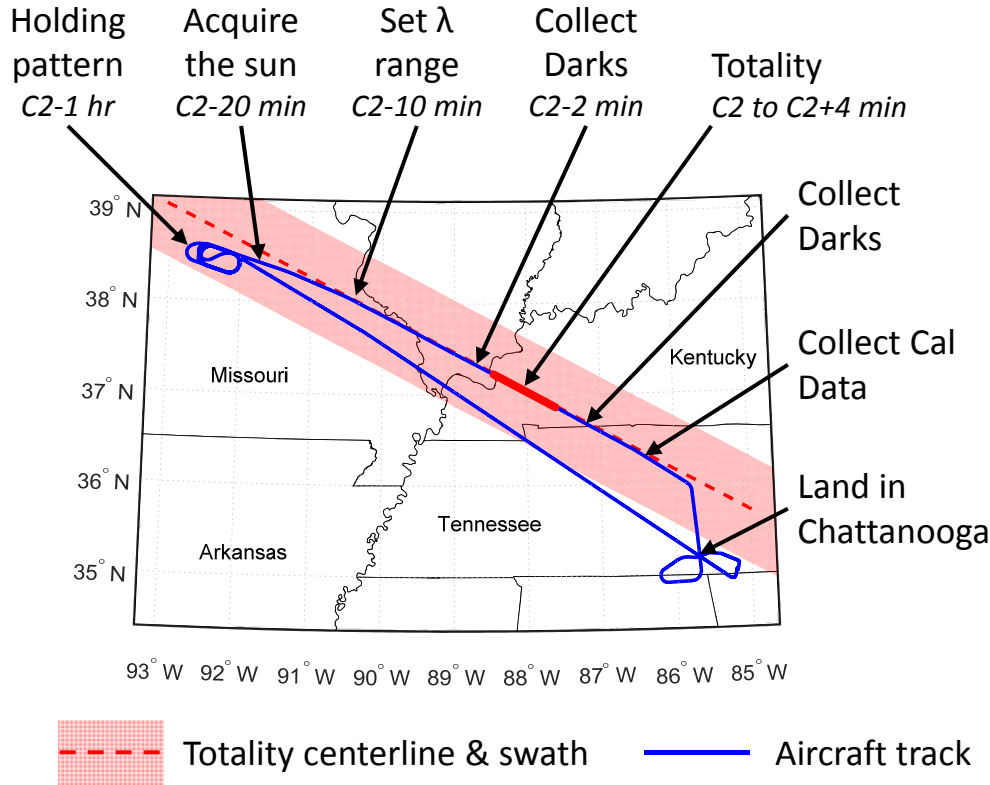 Holding
pattern
C2-1 hr
Acquire
the sun
C2-20 min
Set λ
range
C2-10 min
Collect
Darks
C2-2 min
Totality
C2 to C2+4 min
Collect
Darks
Collect Cal
Data
Land in
Chattanooga
39° N
38° N
37° N
36° N
35° N
Missouri
Kentucky
Tennessee
Arkansas
93° W 92° W 91° W 90° W 89° W 88° W 87° W 86° W 85° W
Totality centerline & swath
Aircraft track